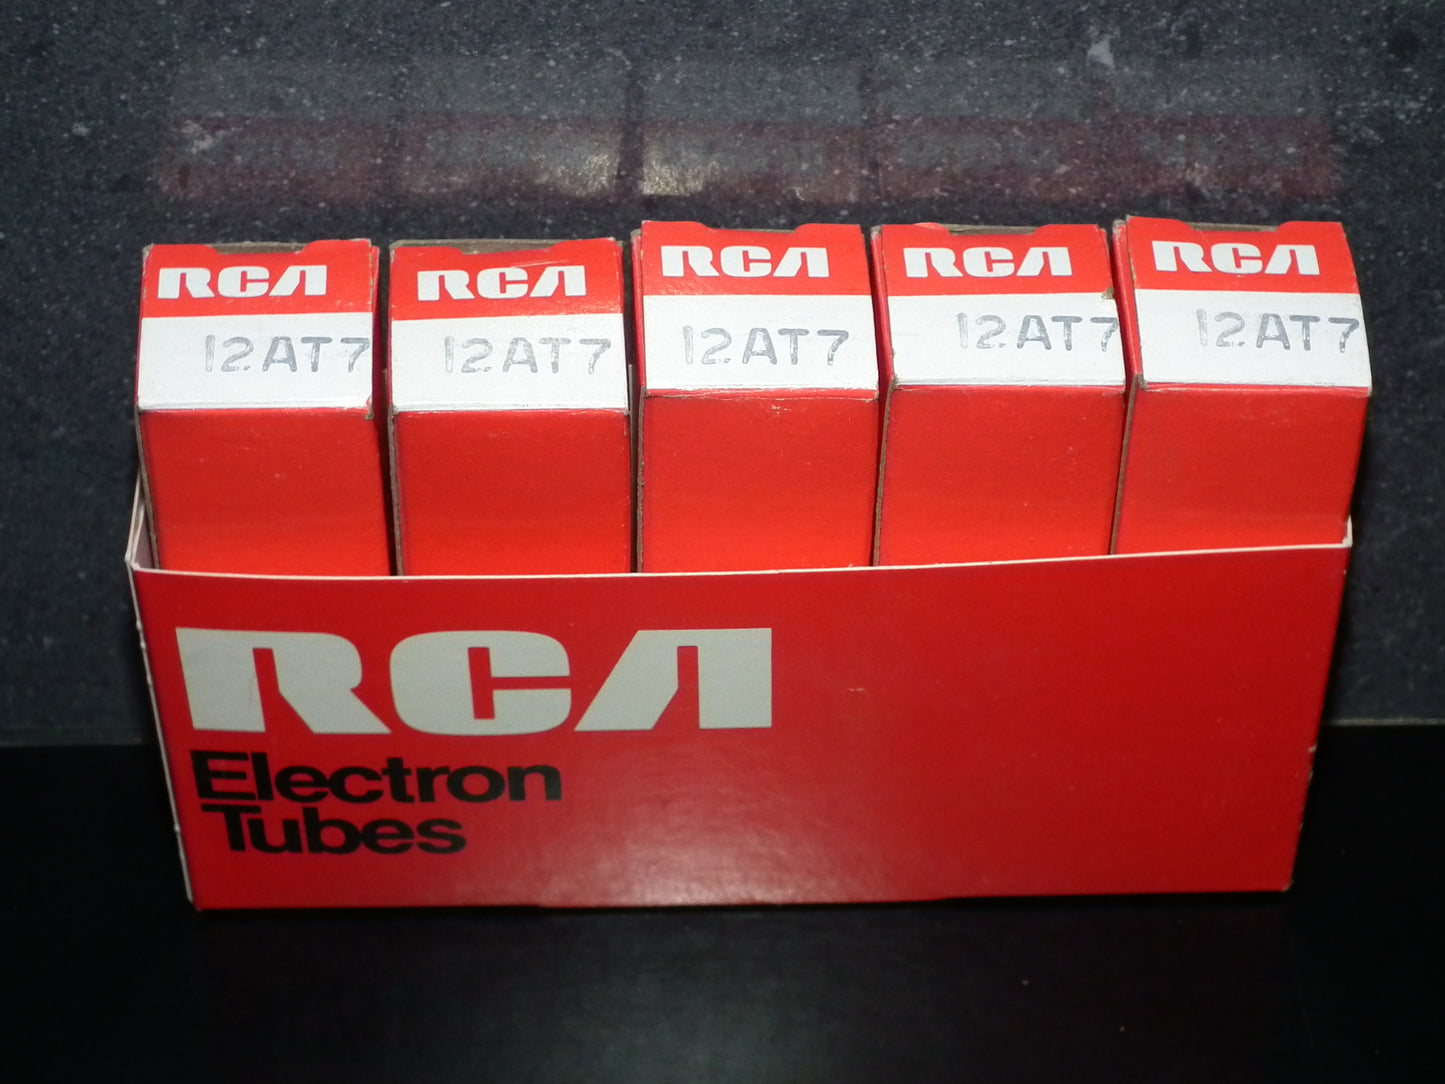 RCA RCA RCA RCA RCA
12AT7 12AT7 12AT7 12AT7 12AT7
RCA
Electron
Tubes